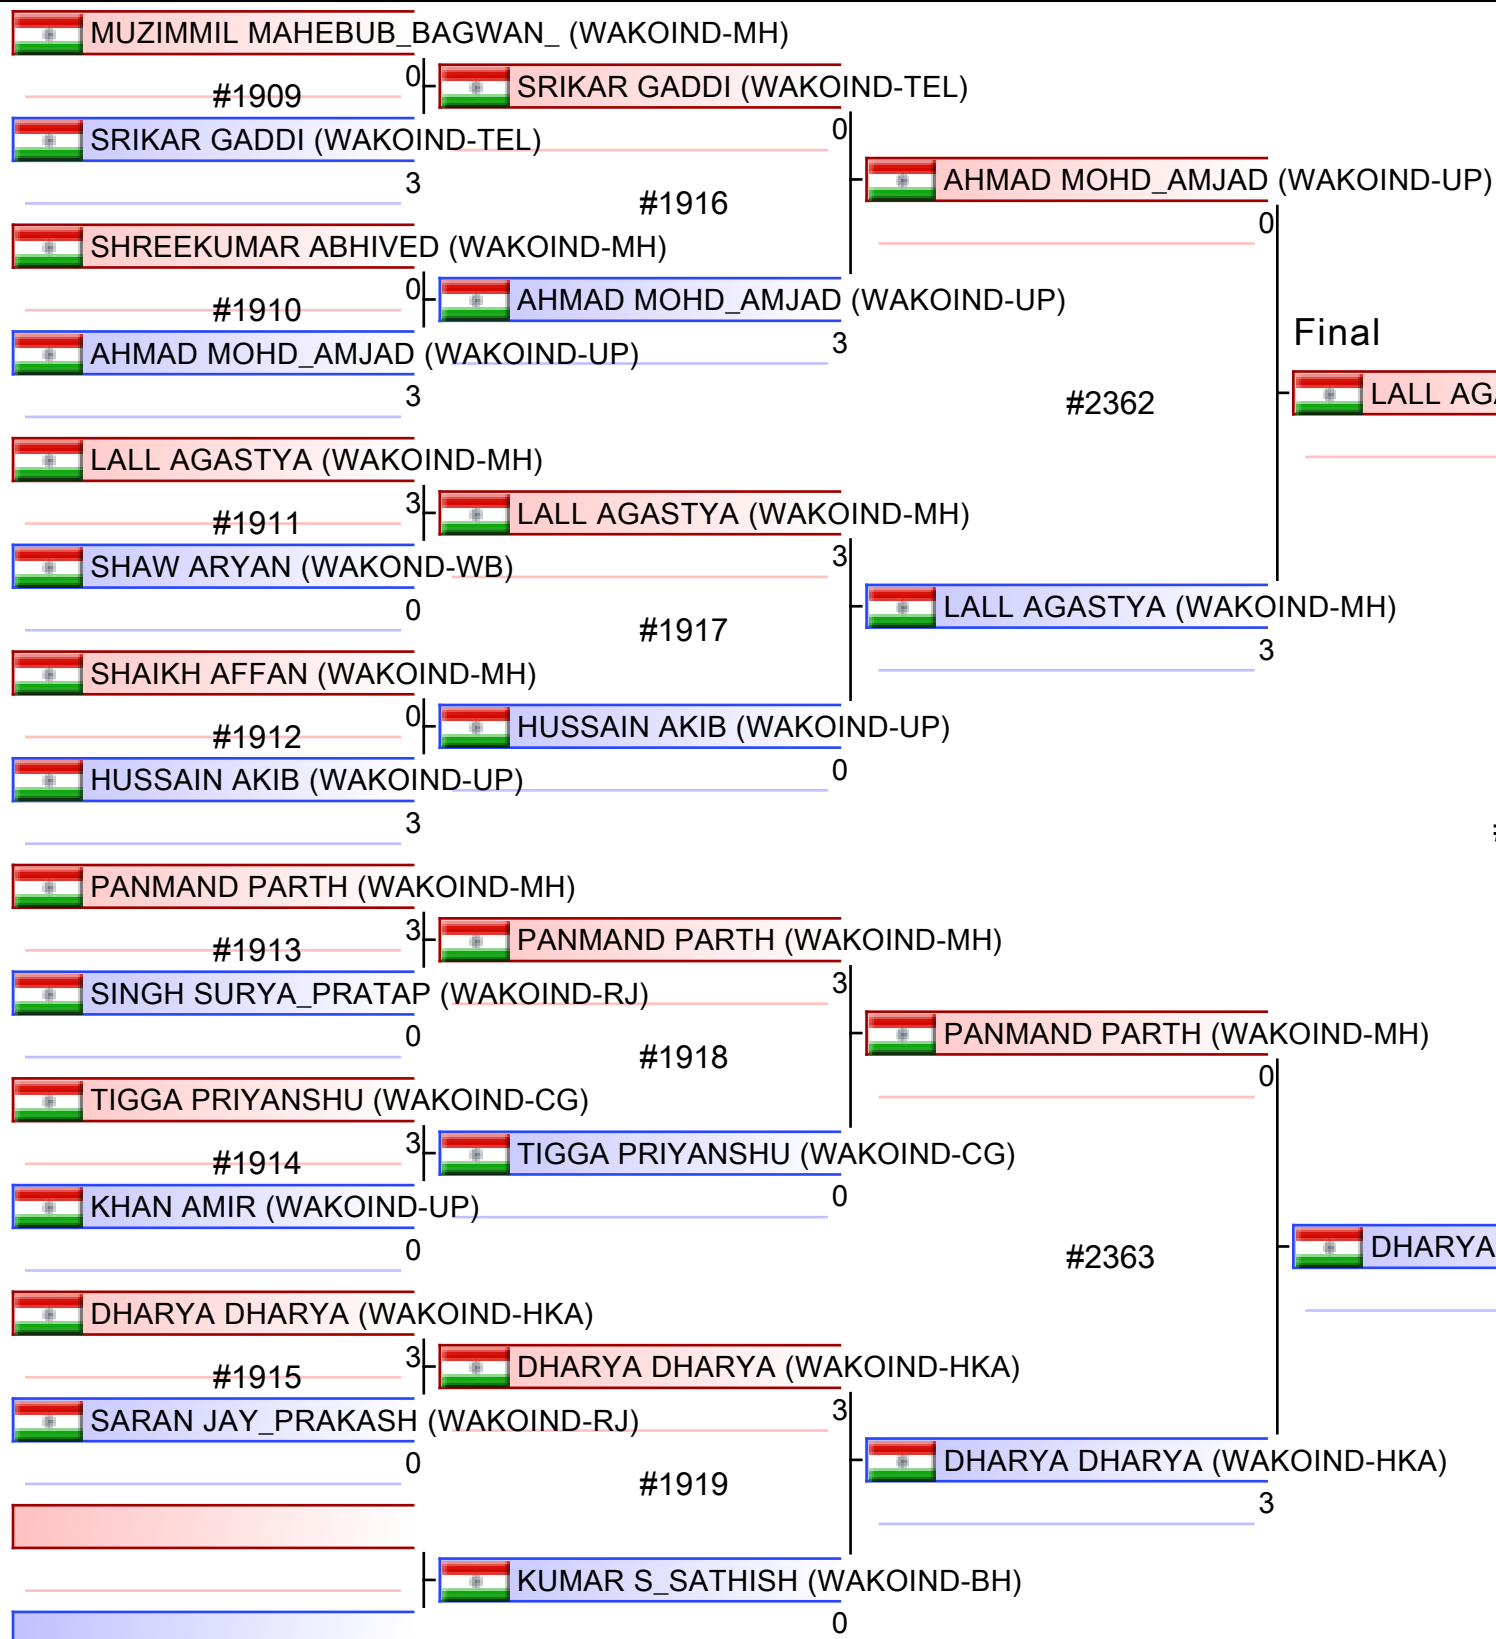 MUZIMMIL MAHEBUB_BAGWAN_ (WAKOIND-MH)
0
#1909
SRIKAR GADDI (WAKOIND-TEL)
3
SHREEKUMAR ABHIVED (WAKOIND-MH)
0
#1910
AHMAD MOHD_AMJAD (WAKOIND-UP)
3
LALL AGASTYA (WAKOIND-MH)
3
#1911
SHAW ARYAN (WAKOND-WB)
0
SHAIKH AFFAN (WAKOIND-MH)
0
#1912
HUSSAIN AKIB (WAKOIND-UP)
3
PANMAND PARTH (WAKOIND-MH)
3
#1913
SINGH SURYA_PRATAP (WAKOIND-RJ)
0
TIGGA PRIYANSHU (WAKOIND-CG)
3
#1914
KHAN AMIR (WAKOIND-UP)
0
DHARYA DHARYA (WAKOIND-HKA)
3
#1915
SARAN JAY_PRAKASH (WAKOIND-RJ)
0
SRIKAR GADDI (WAKOIND-TEL)
0
#1916
AHMAD MOHD_AMJAD (WAKOIND-UP)
3
LALL AGASTYA (WAKOIND-MH)
3
#1917
HUSSAIN AKIB (WAKOIND-UP)
0
PANMAND PARTH (WAKOIND-MH)
3
#1918
TIGGA PRIYANSHU (WAKOIND-CG)
0
DHARYA DHARYA (WAKOIND-HKA)
3
#1919
KUMAR S_SATHISH (WAKOIND-BH)
0
AHMAD MOHD_AMJAD (WAKOIND-UP)
0
#2362
LALL AGASTYA (WAKOIND-MH)
3
PANMAND PARTH (WAKOIND-MH)
0
#2363
DHARYA DHARYA (WAKOIND-HKA)
3
Final
LALL
DHARYA